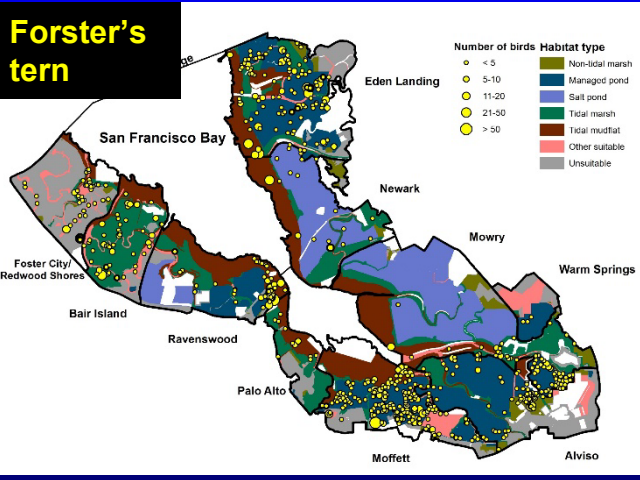 Forster's
tern
ge
Number of birds
< 5
5-10
11-20
21-50
> 50
Habitat type
Non-tidal marsh
Managed pond
Salt pond
Tidal marsh
Tidal mudflat
Other suitable
Unsuitable
Eden Landing
San Francisco Bay
Newark
Mowry
Warm Springs
Foster City/
Redwood Shores
Bair Island
Ravenswood
Palo Alto
Moffett
Alviso